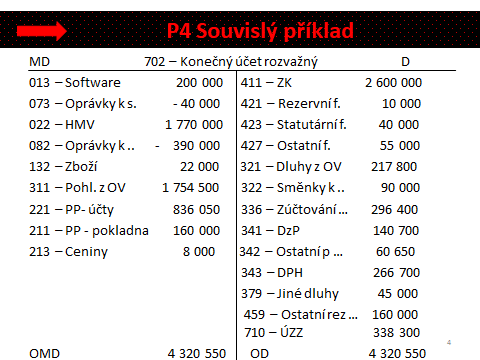 P4 Souvislý příklad
MD 702 – Konečný účet rozvažný D
013 – Software 200 000 411 – ZK 2 600 000
073 – Oprávky k s. - 40 000 421 – Rezervní f. 10 000
022 – HMV 1 770 000 423 – Statutární f. 40 000
082 – Oprávky k .. - 390 000 427 – Ostatní f. 55 000
132 – Zboží 22 000 321 – Dluhy z OV 217 800
311 – Pohl. z OV 1 754 500 322 – Směnky k .. 90 000
221 – PP- účty 836 050 336 – Zúčtování ... 296 400
211 – PP - pokladna 160 000 341 – DzP 140 700
213 – Ceniny 8 000 342 – Ostatní p ... 60 650
343 – DPH 266 700
379 – Jiné dluhy 45 000
459 – Ostatní rez ... 160 000
710 – ÚZZ 338 300
4
OMD 4 320 550 OD 4 320 550